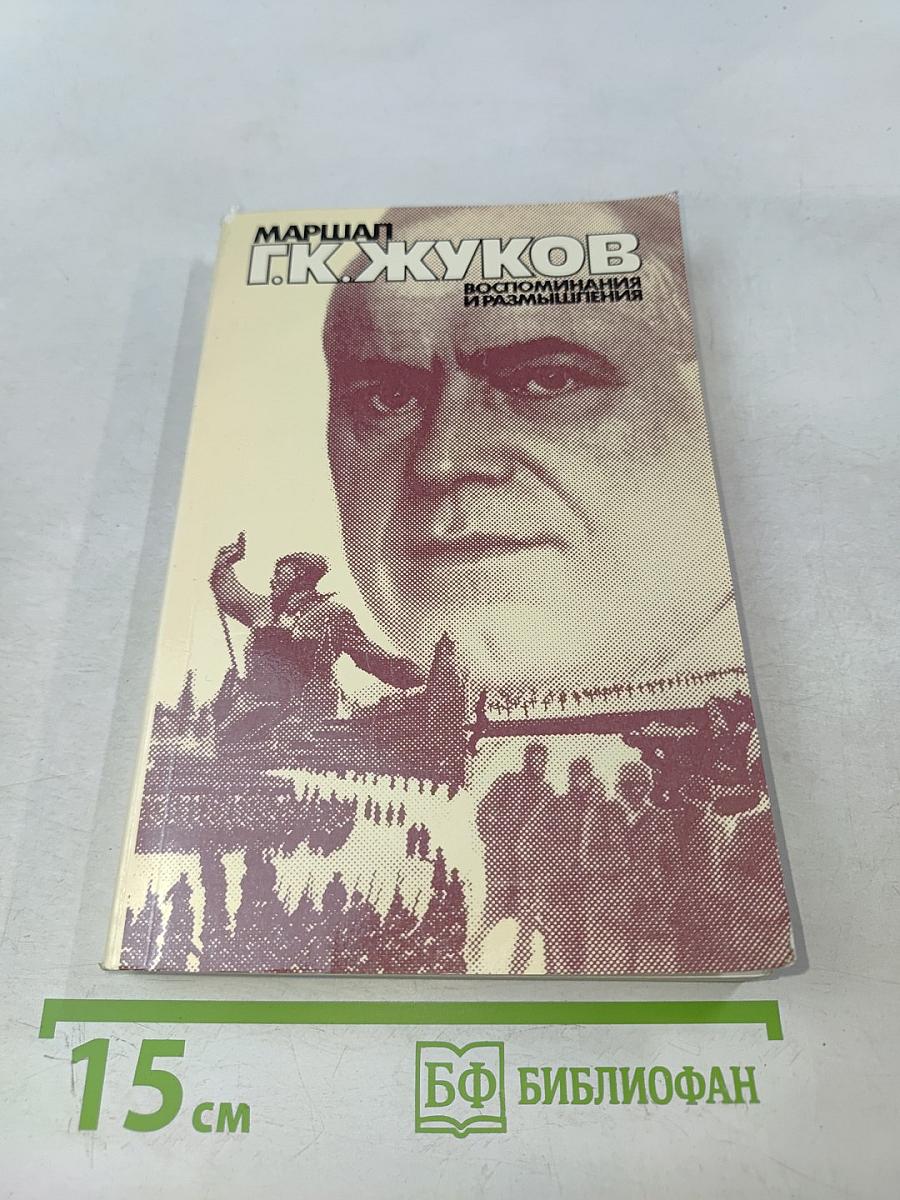 МАРШАЛ
Г.К. ЖУКОВ
ВОСПОМИНАНИЯ
И РАЗМЫШЛЕНИЯ
15 см
БФ БИБЛИОФАН